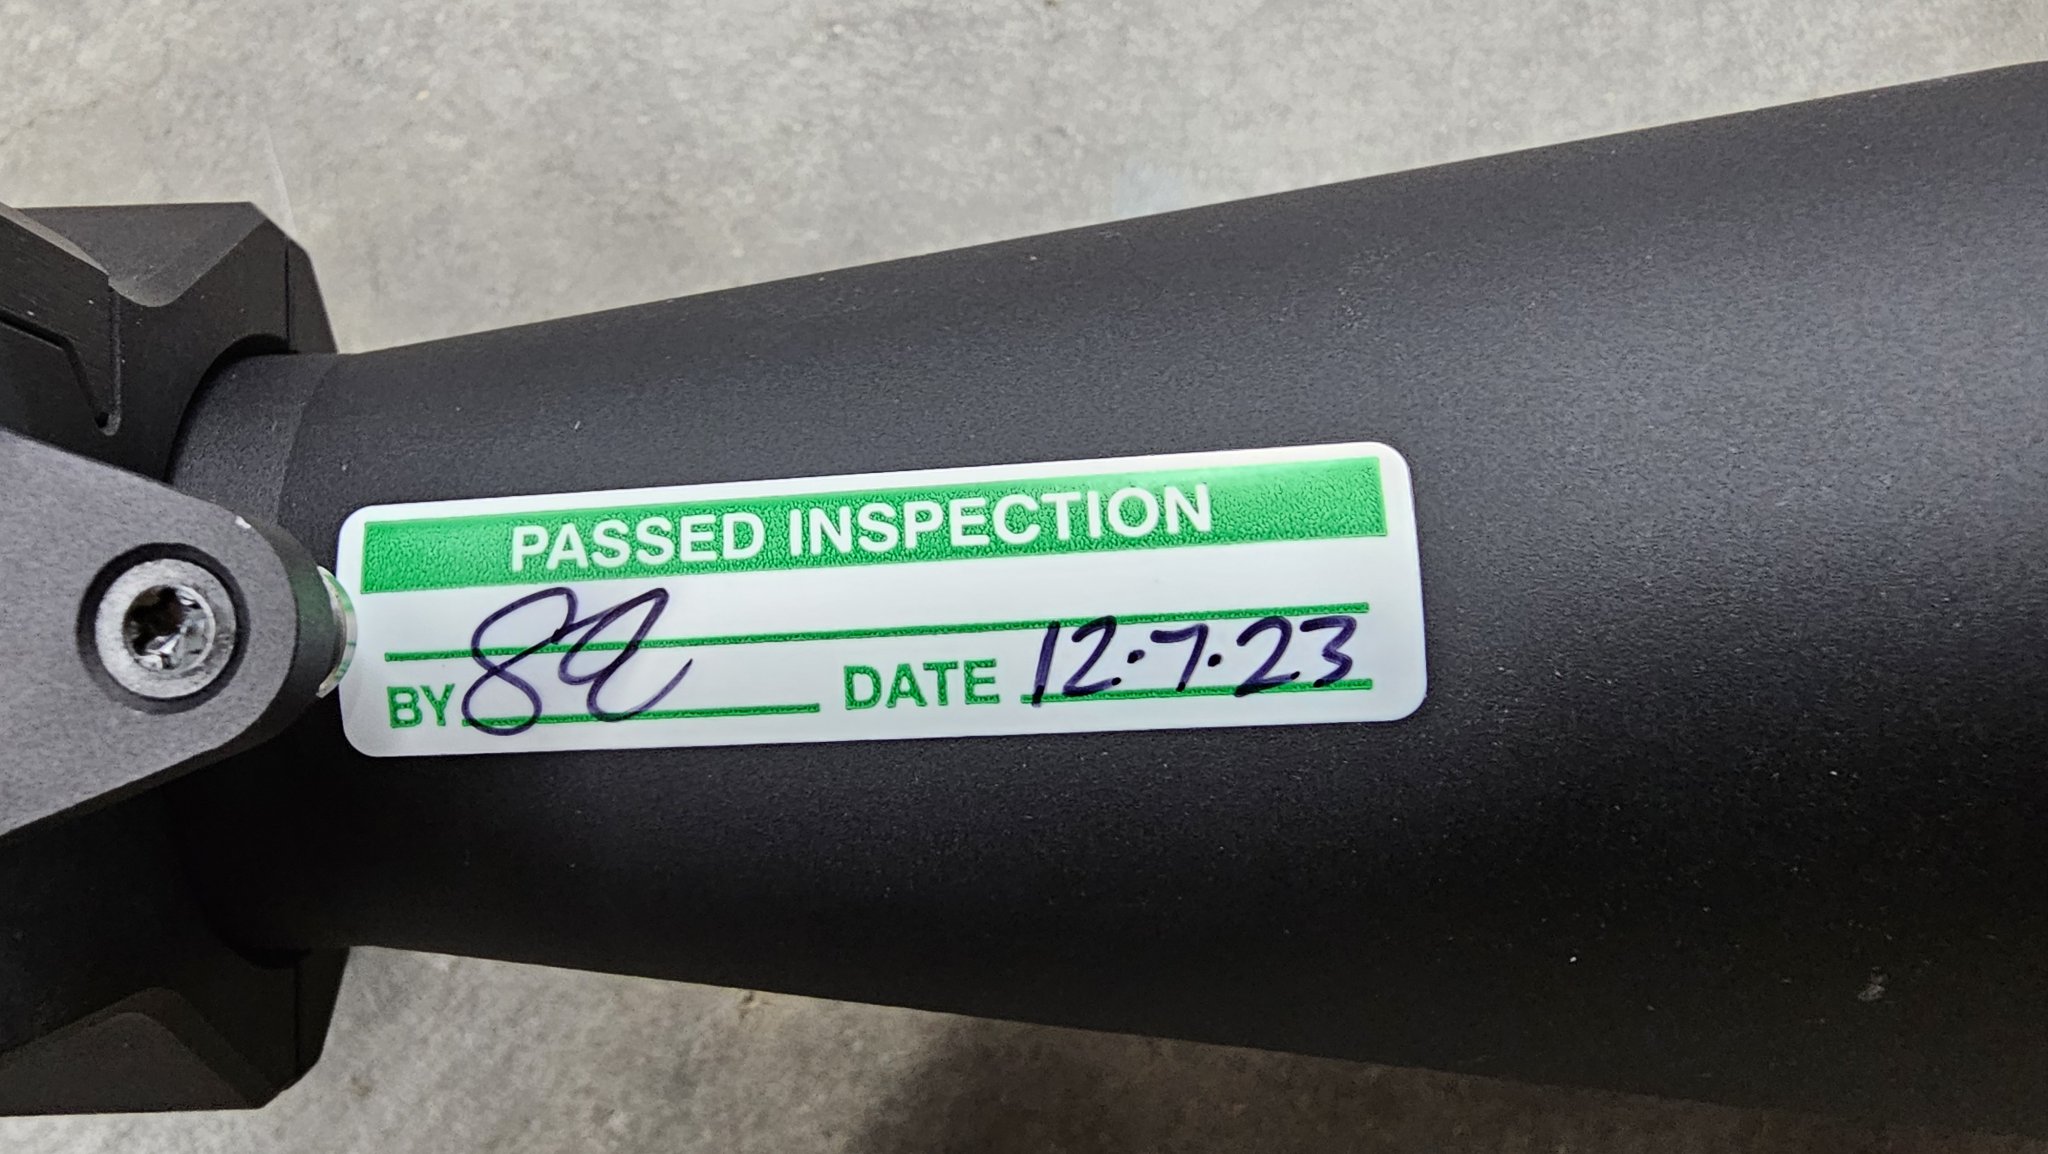 PASSED INSPECTION
BY DATE 12.7.23